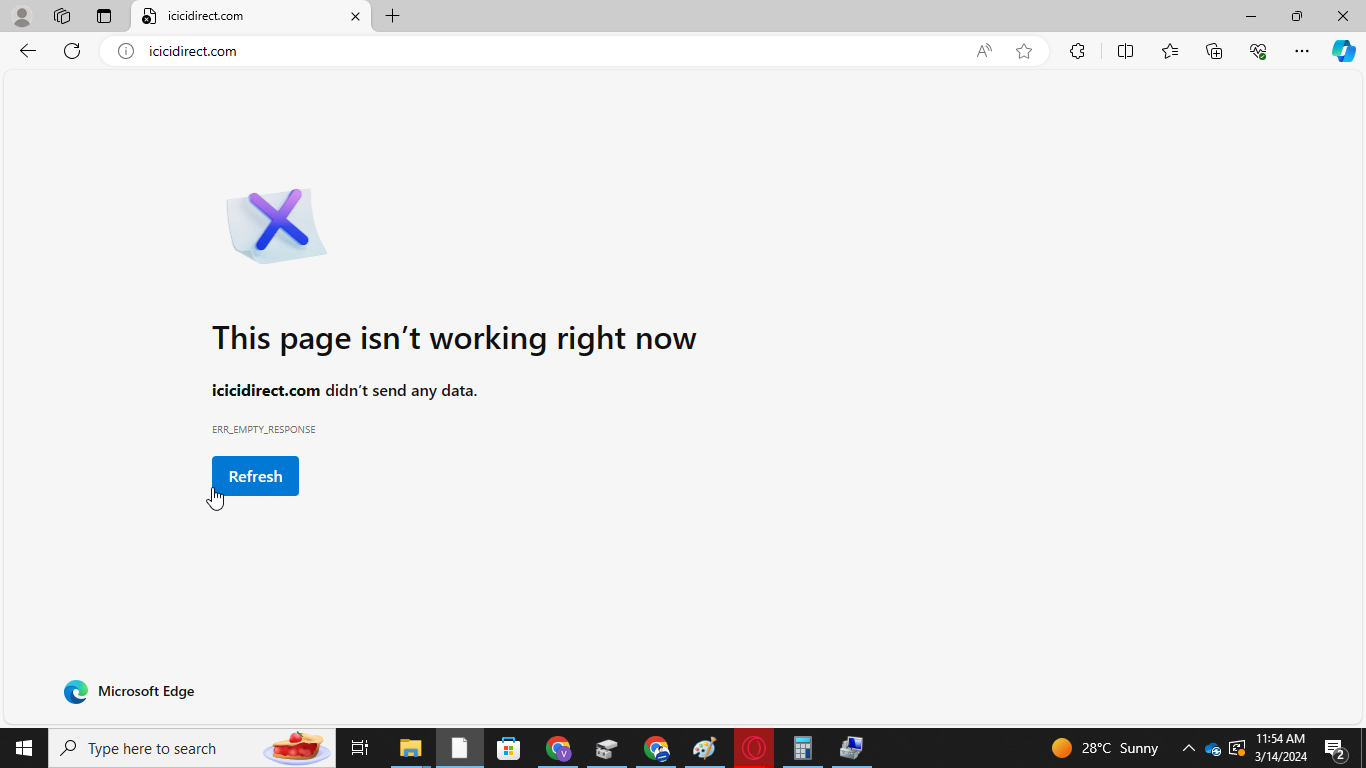 icicidirect.com
icicidirect.com
This page isn't working right now
icicidirect.com didn't send any data.
ERR_EMPTY_RESPONSE
Refresh
Microsoft Edge
Type here to search
V
28°C Sunny
11:54 AM
3/14/2024
2